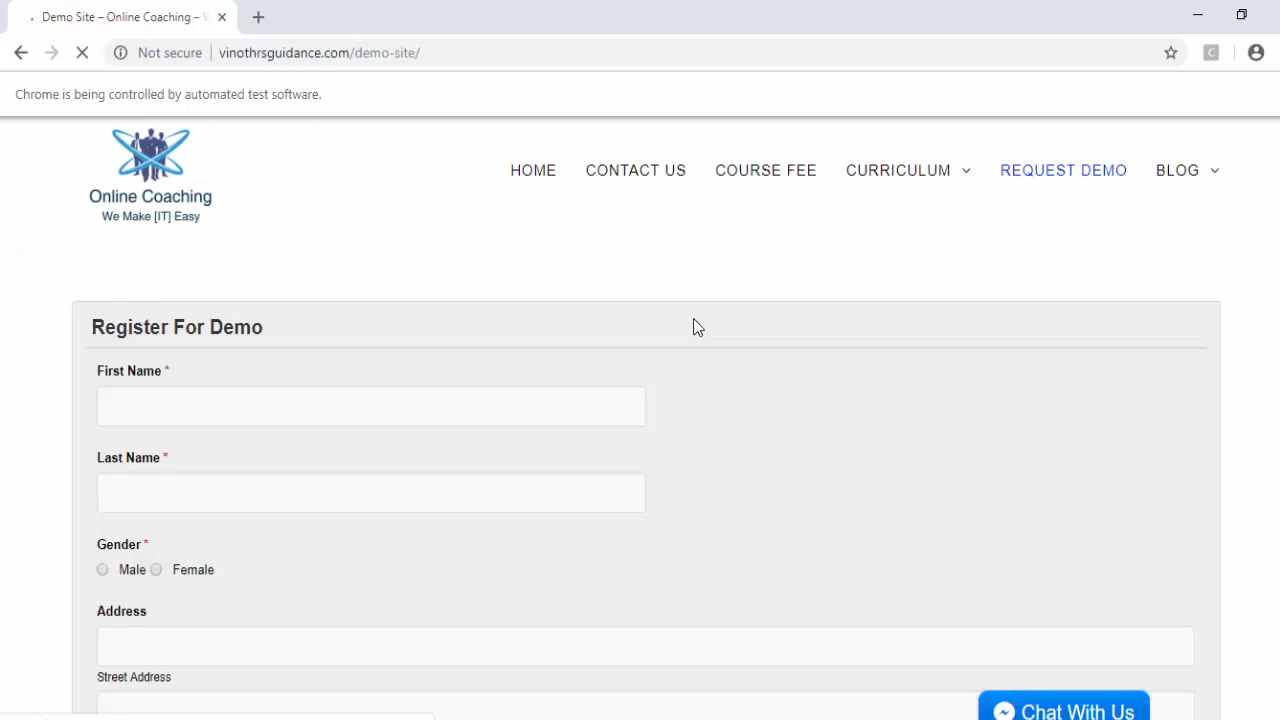 Demo Site – Online Coaching –
Not secure
vinothrsguidance.com/demo-site/
C
Chrome is being controlled by automated test software.
Online Coaching
We Make [IT] Easy
HOME
CONTACT US
COURSE FEE
CURRICULUM
REQUEST DEMO
BLOG
Register For Demo
First Name *
Last Name *
Gender *
Male
Female
Address
Street Address
Chat With Us